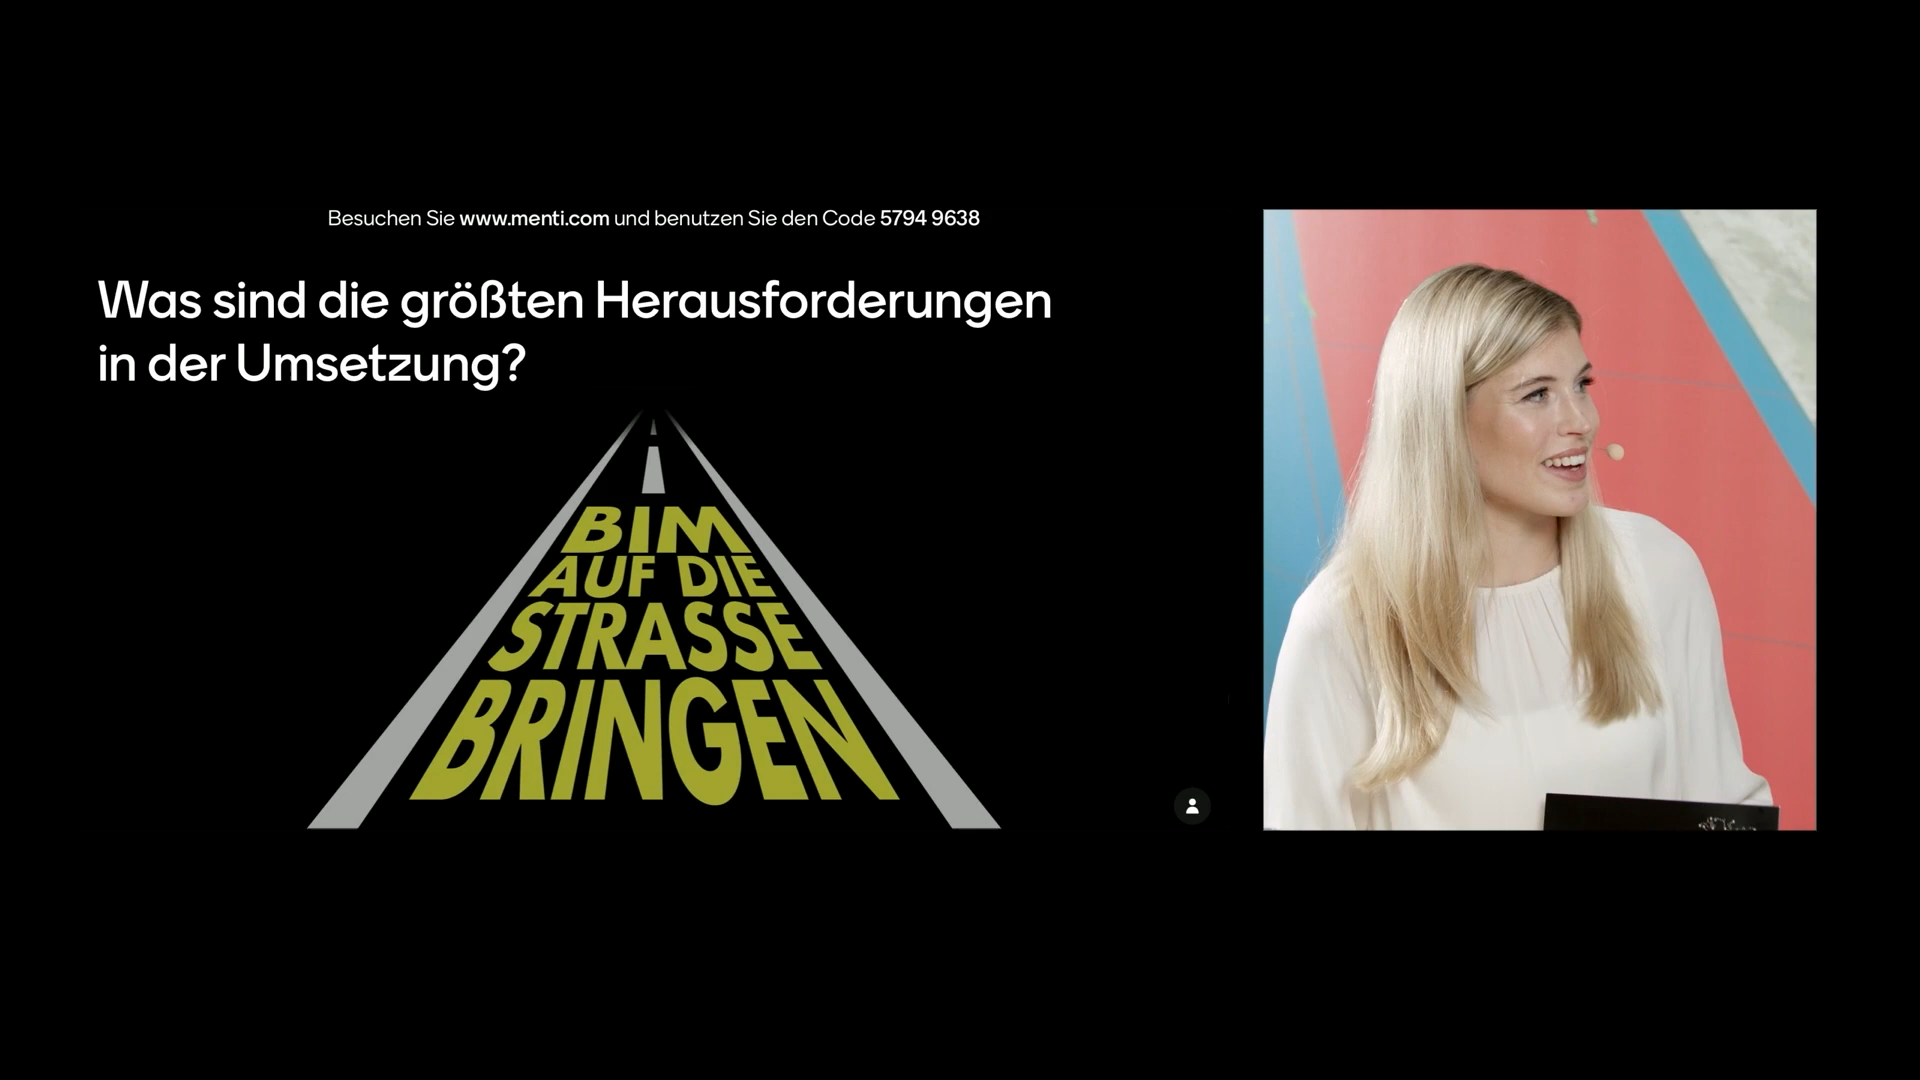 Besuchen Sie www.menti.com und benutzen Sie den Code 5794 9638
Was sind die größten Herausforderungen
in der Umsetzung?
BIM
AUF DIE
STRASSE
BRINGEN